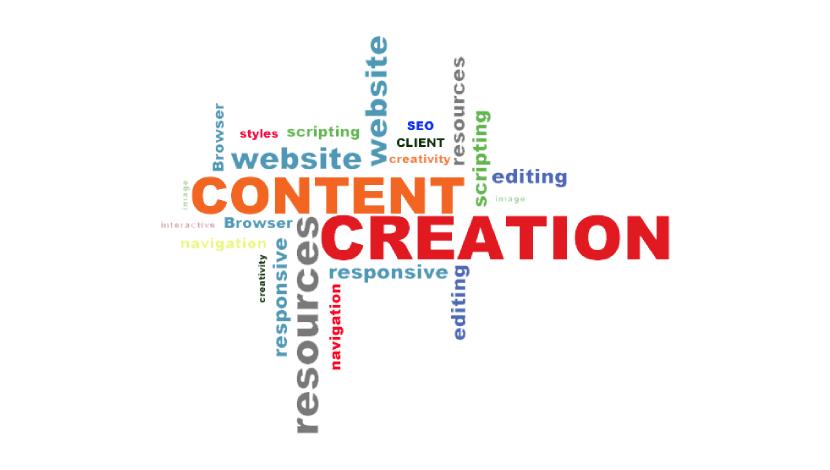 website
resources
Browser
styles
scripting
SEO
CLIENT
scripting
website
creativity
editing
image
CONTENT
image
interactive
Browser
resources
CREATION
navigation
responsive
responsive
creativity
navigation
editing